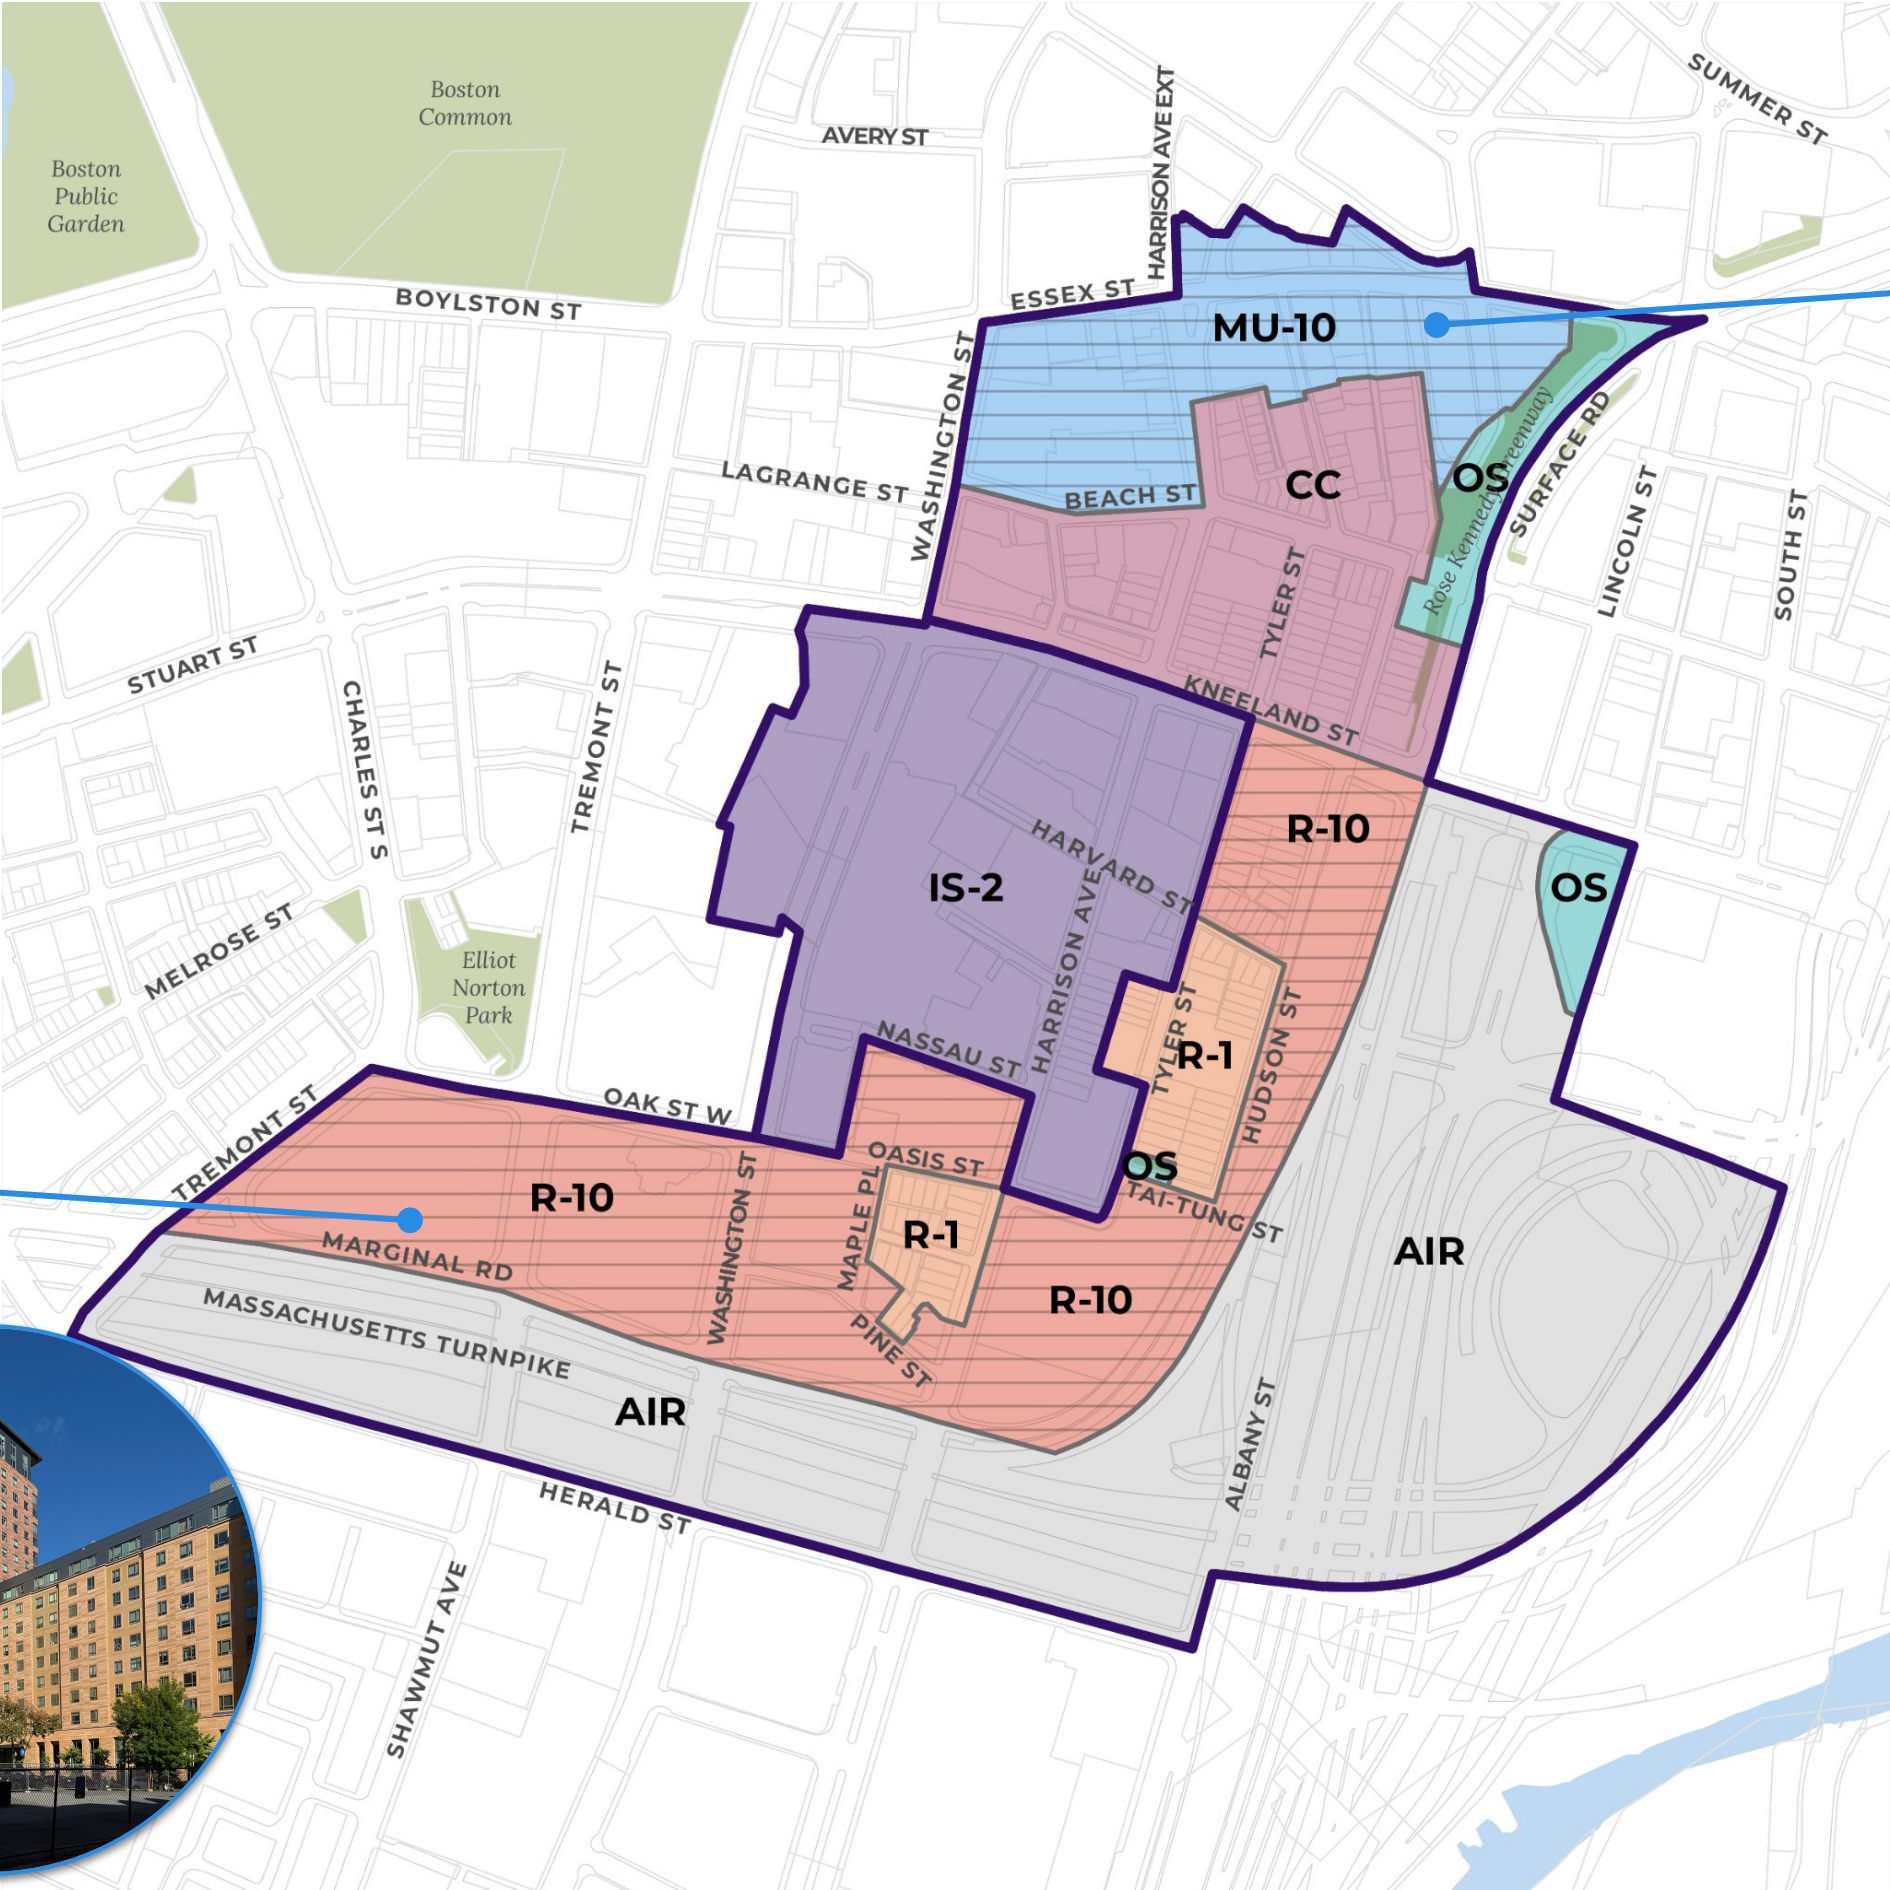 SUMMER ST
HARRISON AVE EXT
Boston
Common
AVERY ST
Boston
Public
Garden
BOYLSTON ST
ESSEX ST
MU-10
WASHINGTON ST
Rose Kennedy Greenway
SURFACE RD
LAGRANGE ST
BEACH ST
CC
OS
LINCOLN ST
SOUTH ST
TYLER ST
STUART ST
CHARLES ST S
TREMONT ST
KNEELAND ST
R-10
HARVARD ST
IS-2
OS
HARRISON AVE
MELROSE ST
Elliot
Norton
Park
NASSAU ST
TYLER ST
R-1
HUDSON ST
OAK ST W
TREMONT ST
OASIS ST
OS
TAI-TUNG ST
R-10
WASHINGTON ST
MAPLE PL
R-1
MARGINAL RD
AIR
R-10
MASSACHUSETTS TURNPIKE
PINE ST
AIR
ALBANY ST
HERALD ST
SHAWMUT AVE